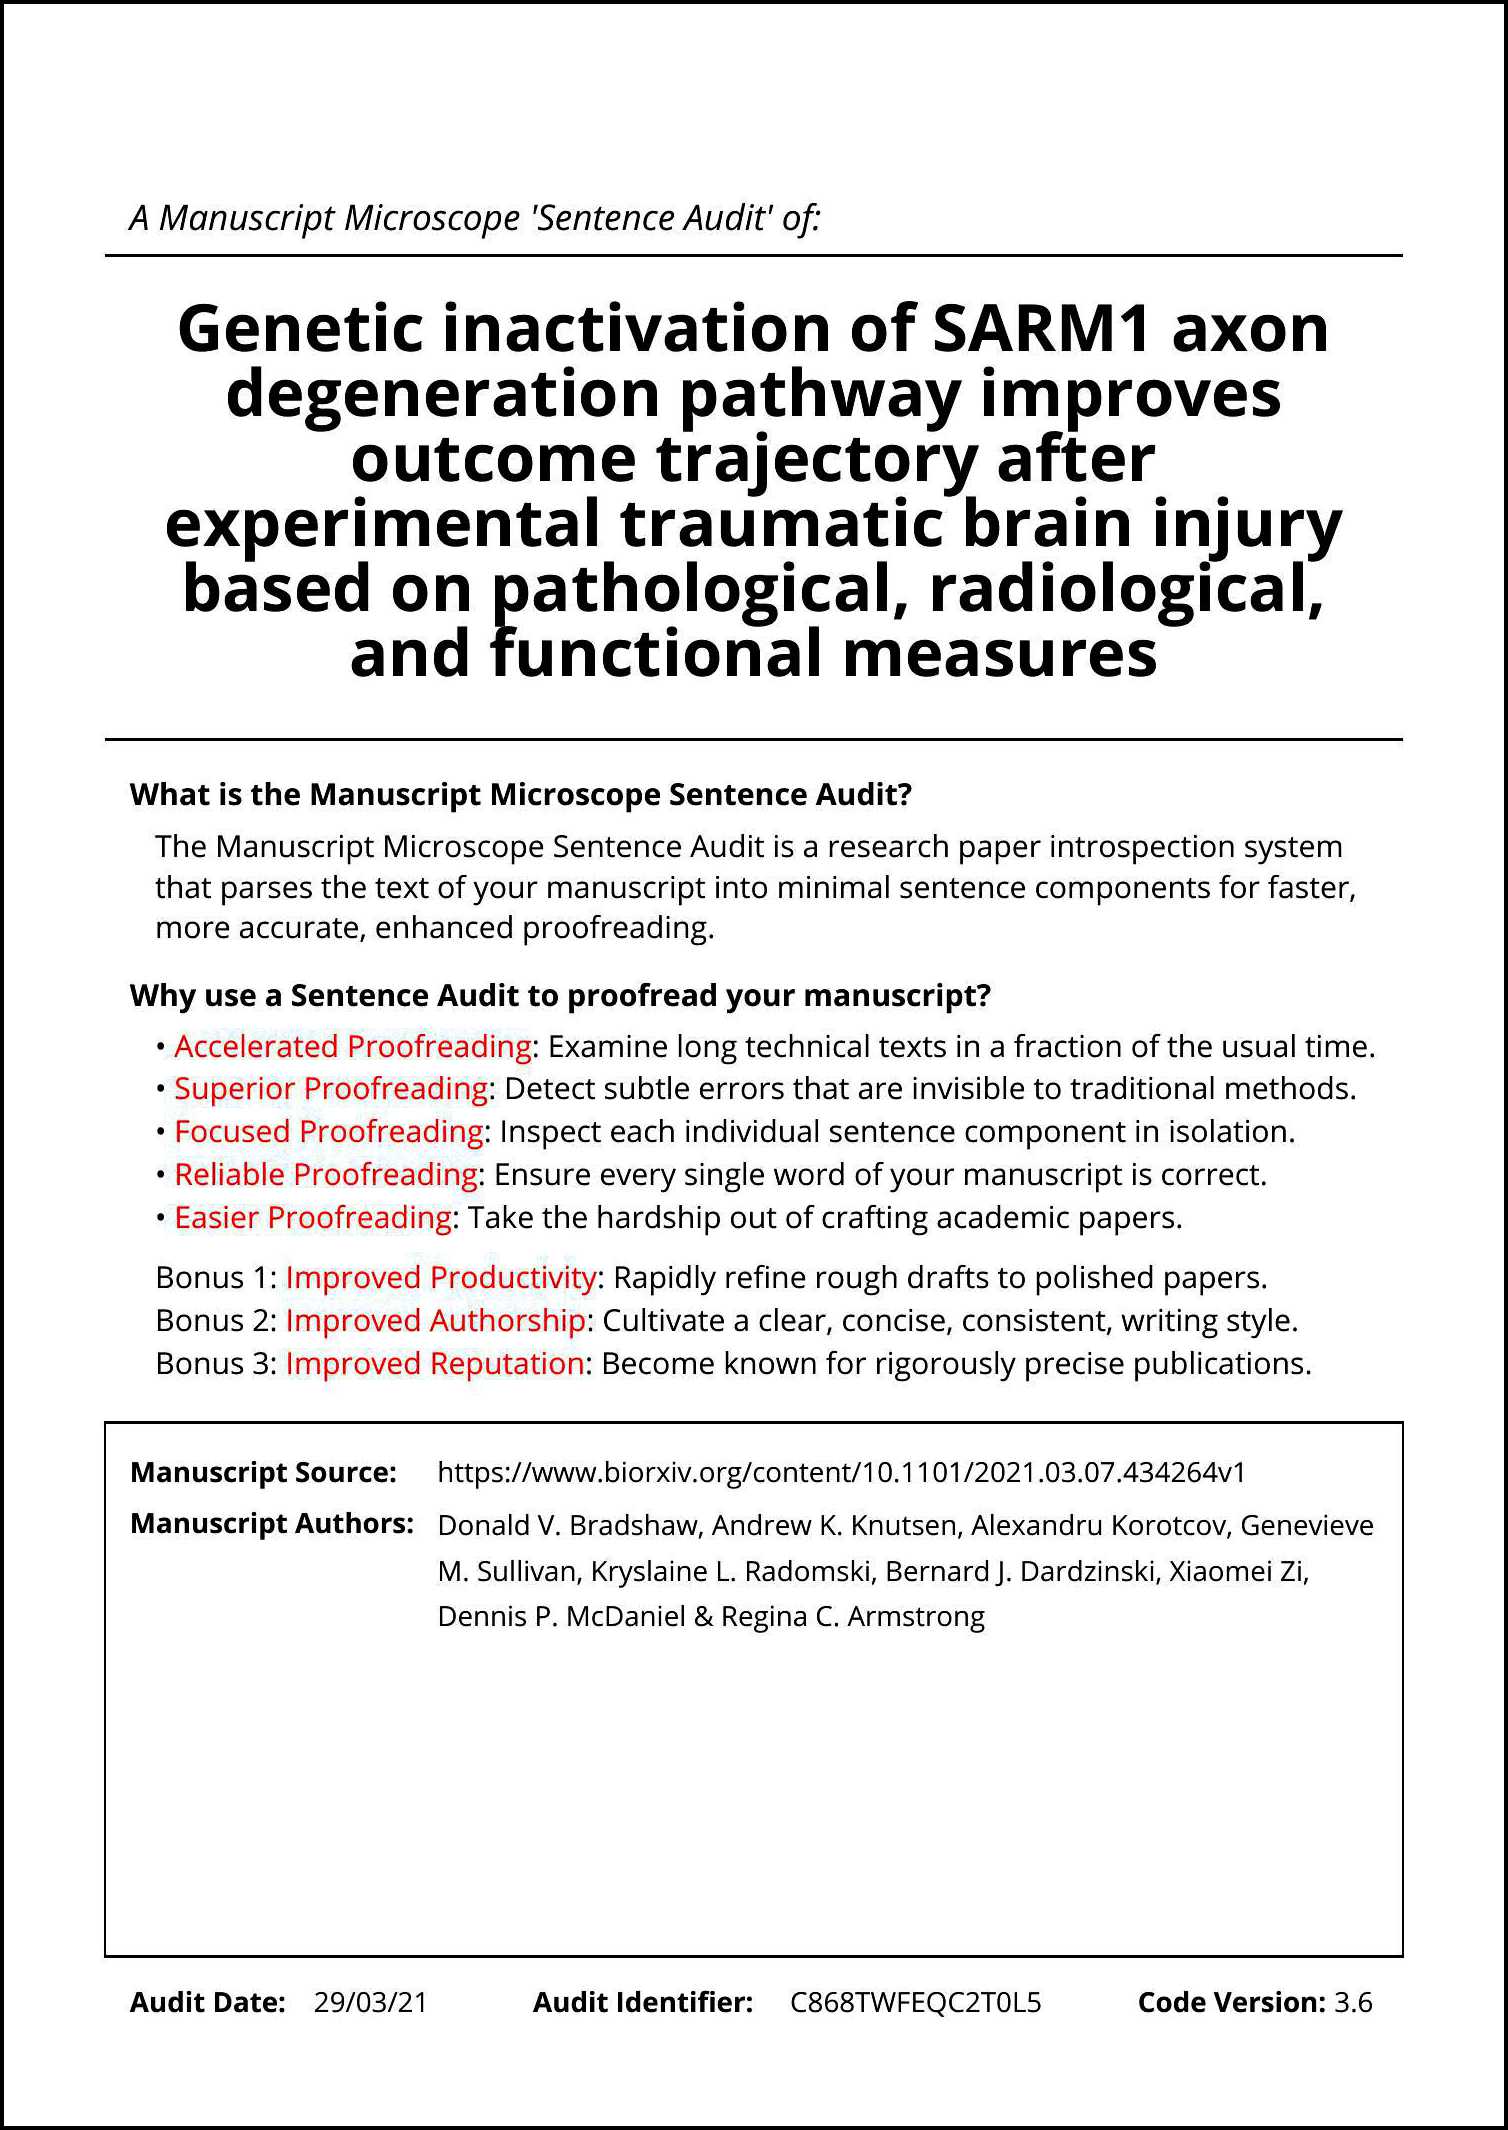 A Manuscript Microscope 'Sentence Audit' of:
Genetic inactivation of SARM1 axon
degeneration pathway improves
outcome trajectory after
experimental traumatic brain injury
based on pathological, radiological,
and functional measures
What is the Manuscript Microscope Sentence Audit?
The Manuscript Microscope Sentence Audit is a research paper introspection system
that parses the text of your manuscript into minimal sentence components for faster,
more accurate, enhanced proofreading.
Why use a Sentence Audit to proofread your manuscript?
• Accelerated Proofreading: Examine long technical texts in a fraction of the usual time.
• Superior Proofreading: Detect subtle errors that are invisible to traditional methods.
• Focused Proofreading: Inspect each individual sentence component in isolation.
• Reliable Proofreading: Ensure every single word of your manuscript is correct.
• Easier Proofreading: Take the hardship out of crafting academic papers.
Bonus 1: Improved Productivity: Rapidly refine rough drafts to polished papers.
Bonus 2: Improved Authorship: Cultivate a clear, concise, consistent, writing style.
Bonus 3: Improved Reputation: Become known for rigorously precise publications.
Manuscript Source: https://www.biorxiv.org/content/10.1101/2021.03.07.434264v1
Manuscript Authors: Donald V. Bradshaw, Andrew K. Knutsen, Alexandru Korotcov, Genevieve
M. Sullivan, Kryslaine L. Radomski, Bernard J. Dardzinski, Xiaomei Zi,
Dennis P. McDaniel & Regina C. Armstrong
Audit Date: 29/03/21 Audit Identifier: C868TWFEQC2T0L5 Code Version: 3.6